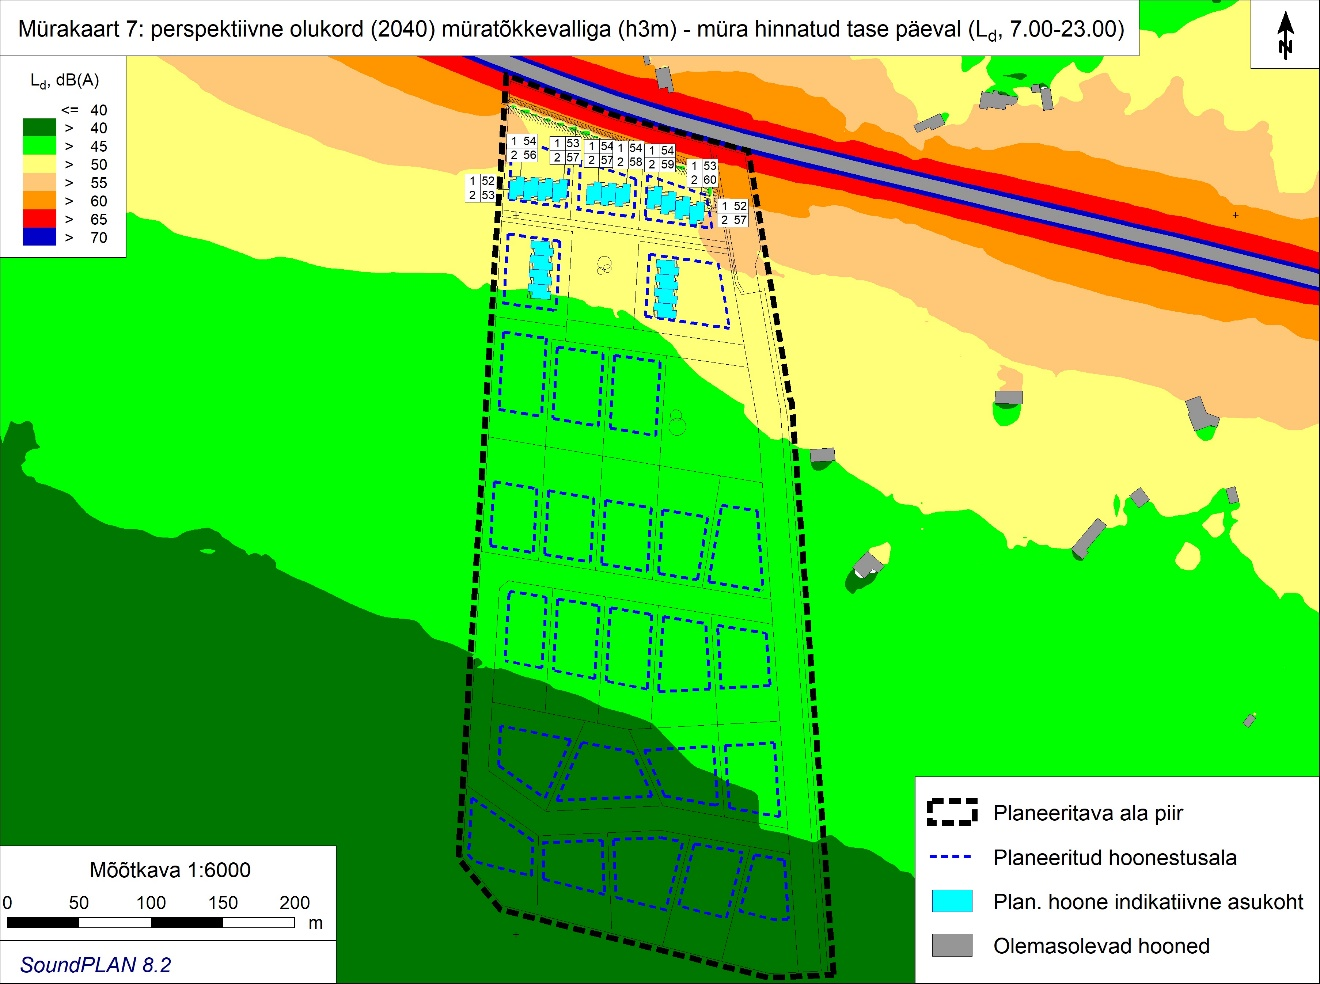 Mürakaart 7: perspektiivne olukord (2040) müratõkkevalliga (h3m) - müra hinnatud tase päeval (Ld, 7.00-23.00)
N
Ld, dB(A)
<= 40
> 40
> 45
> 50
> 55
> 60
> 65
> 70
1 54
2 56
1 53
2 57
1 54
2 57
1 54
2 58
1 54
2 59
1 53
2 60
1 52
2 53
1 52
2 57
Planeeritava ala piir
Planeeritud hoonestusala
Plan. hoone indikatiivne asukoht
Olemasolevad hooned
Mõõtkava 1:6000
0 50 100 150 200 m
SoundPLAN 8.2